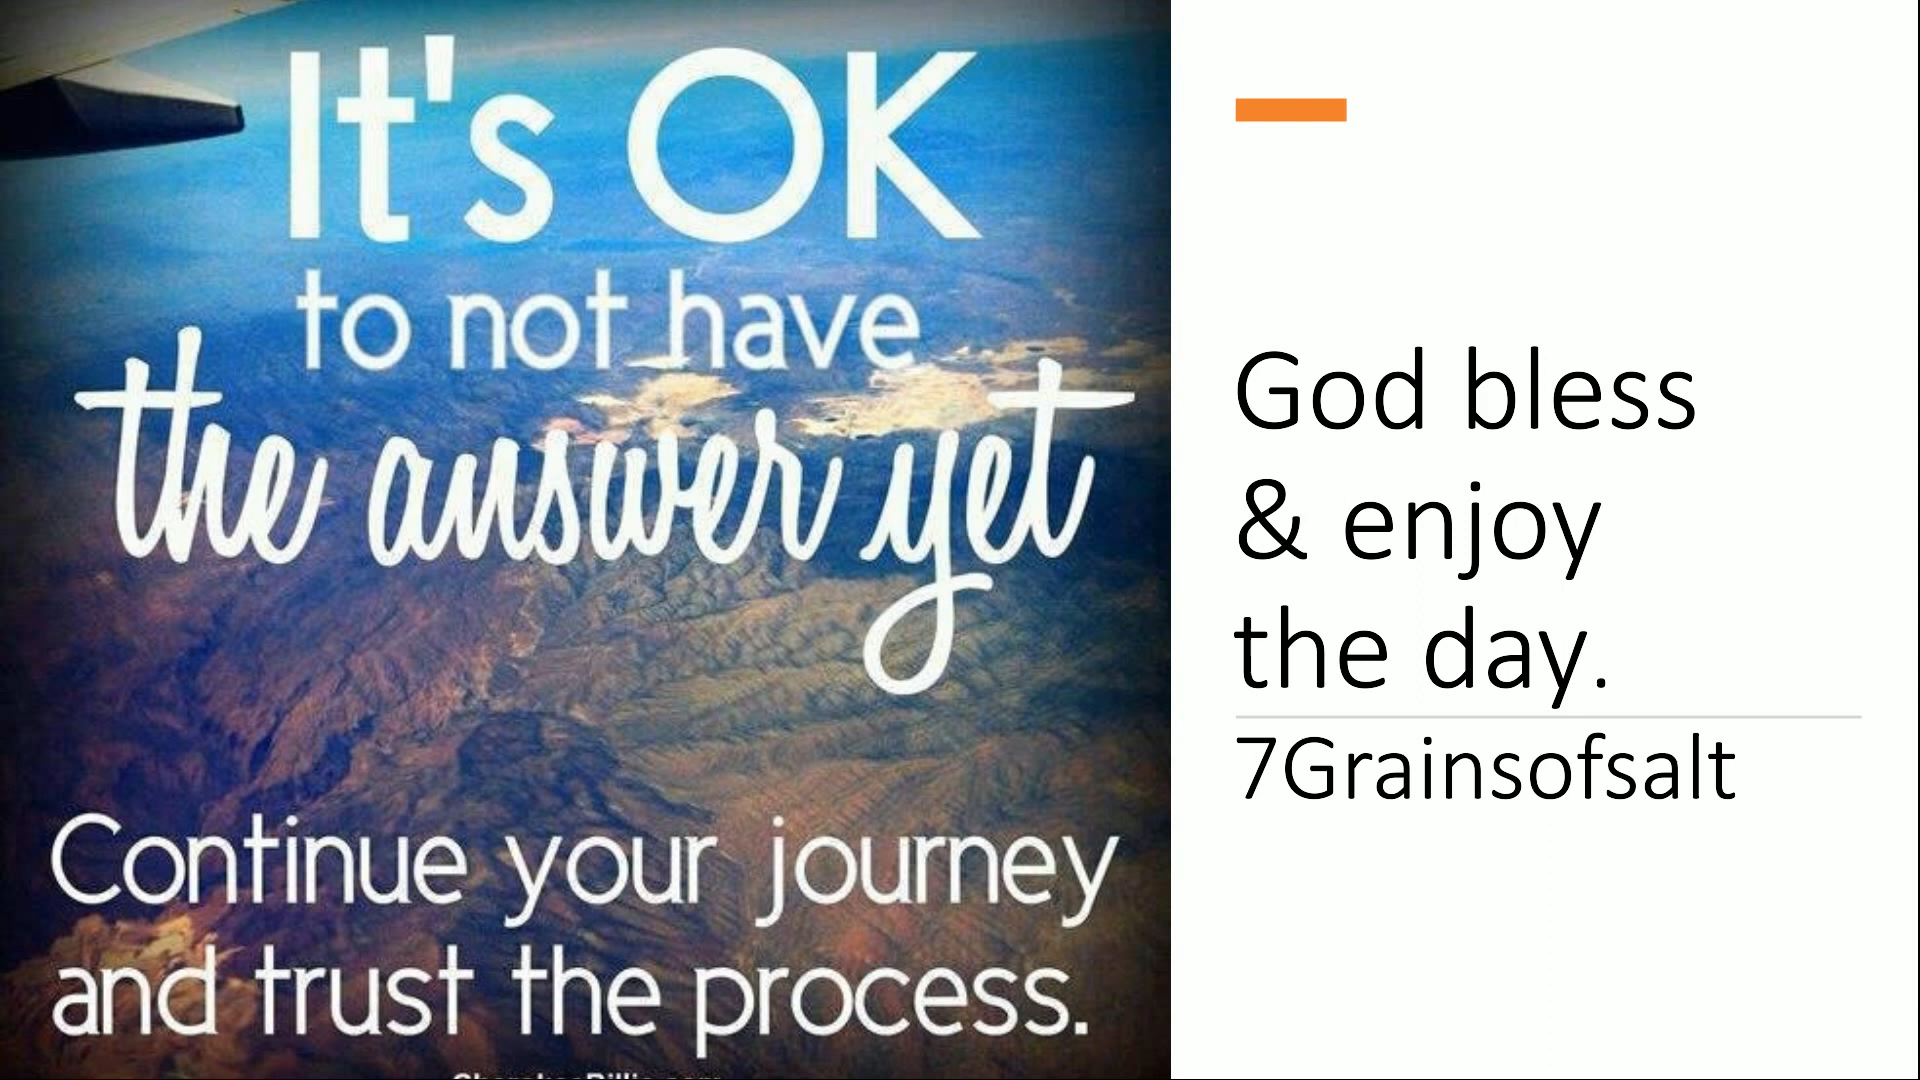 It's OK
to not have
the answer yet
Continue your journey
and trust the process.
God bless
& enjoy
the day.
7Grainsofsalt